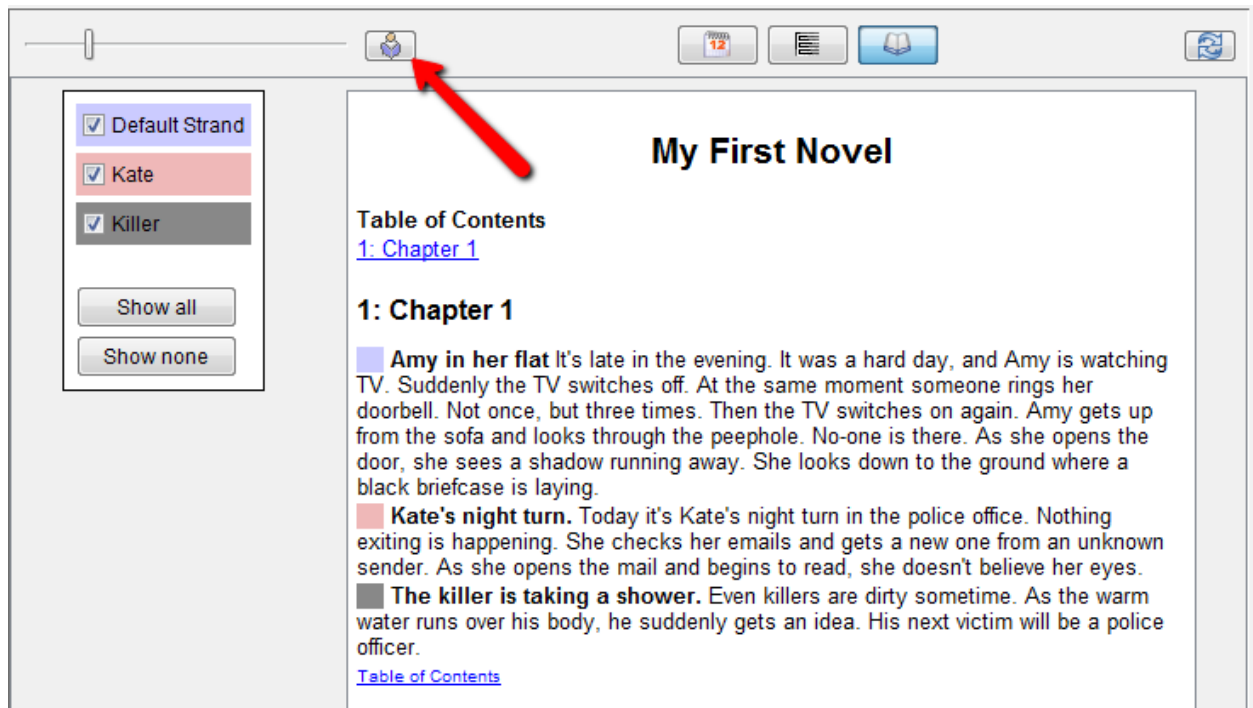 12
Default Strand
Kate
Killer
Show all
Show none
My First Novel
Table of Contents
1: Chapter 1
1: Chapter 1
Amy in her flat It's late in the evening. It was a hard day, and Amy is watching
TV. Suddenly the TV switches off. At the same moment someone rings her
doorbell. Not once, but three times. Then the TV switches on again. Amy gets up
from the sofa and looks through the peephole. No-one is there. As she opens the
door, she sees a shadow running away. She looks down to the ground where a
black briefcase is laying.
Kate's night turn. Today it's Kate's night turn in the police office. Nothing
exiting is happening. She checks her emails and gets a new one from an unknown
sender. As she opens the mail and begins to read, she doesn't believe her eyes.
The killer is taking a shower. Even killers are dirty sometime. As the warm
water runs over his body, he suddenly gets an idea. His next victim will be a police
officer.
Table of Contents